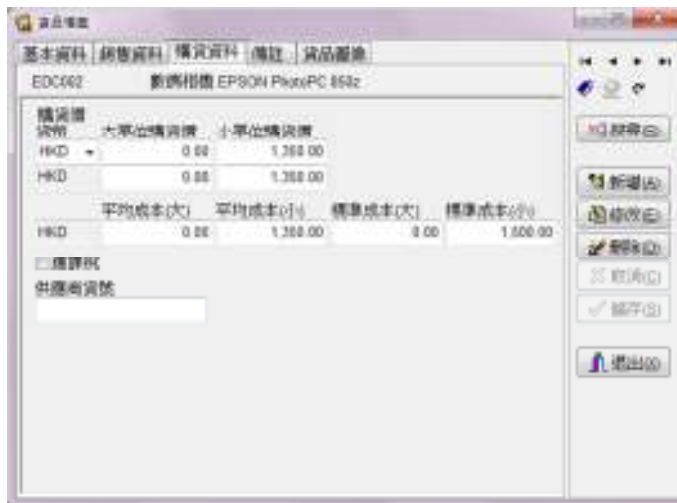 貨品檔案
基本資料 銷售資料 購貨資料 備註 貨品圖像
EDC002 數碼相機 EPSON PhotoPC 850z
購貨價
貨幣 大單位購貨價 小單位購貨價
HKD 0.00 1,350.00
HKD 0.00 1,350.00
平均成本(大) 平均成本(小) 標準成本(大) 標準成本(小)
HKD 0.00 1,350.00 0.00 1,500.00
供應商貨號
搜尋
新增(A)
修改(E)
刪除(D)
取消(C)
儲存(S)
退出(X)